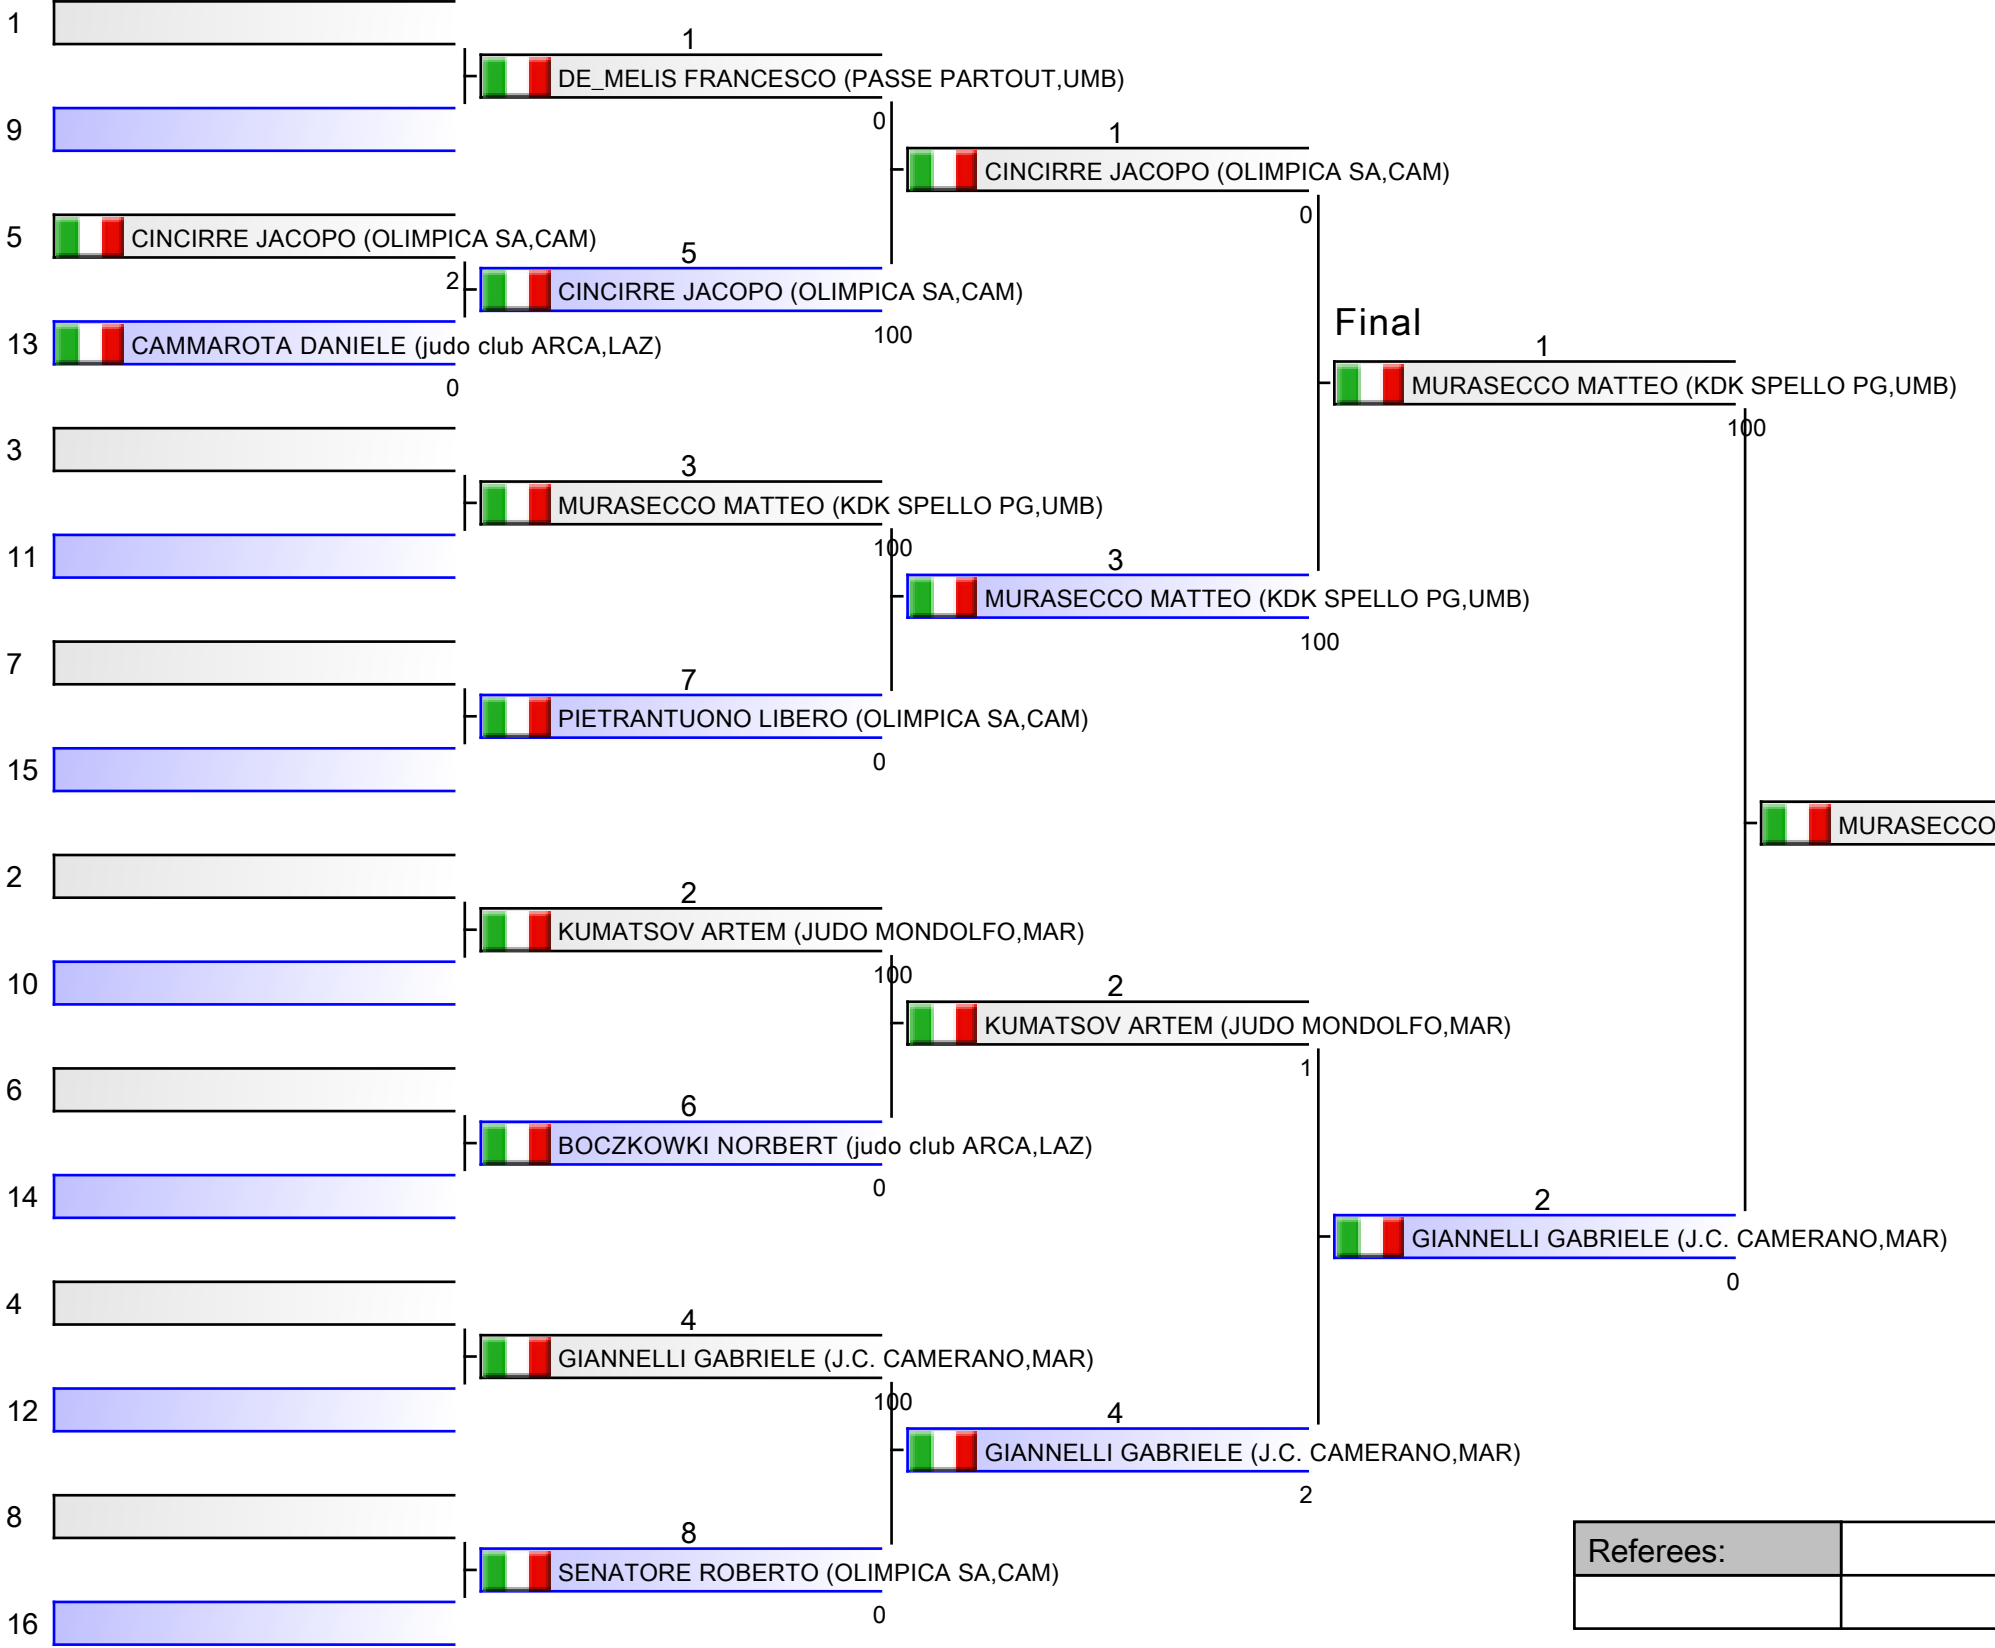 1
1
DE_MELIS FRANCESCO (PASSE PARTOUT,UMB)
0
9
1
CINCIRRE JACOPO (OLIMPICA SA,CAM)
0
5
CINCIRRE JACOPO (OLIMPICA SA,CAM)
2
5
CINCIRRE JACOPO (OLIMPICA SA,CAM)
100
13
CAMMAROTA DANIELE (judo club ARCA,LAZ)
0
Final
1
MURASECCO MATTEO (KDK SPELLO PG,UMB)
100
3
3
MURASECCO MATTEO (KDK SPELLO PG,UMB)
100
11
3
MURASECCO MATTEO (KDK SPELLO PG,UMB)
100
7
7
PIETRANTUONO LIBERO (OLIMPICA SA,CAM)
0
15
MURASECCO
2
2
KUMATSOV ARTEM (JUDO MONDOLFO,MAR)
100
10
2
KUMATSOV ARTEM (JUDO MONDOLFO,MAR)
1
6
6
BOCZKOWKI NORBERT (judo club ARCA,LAZ)
0
14
2
GIANNELLI GABRIELE (J.C. CAMERANO,MAR)
0
4
4
GIANNELLI GABRIELE (J.C. CAMERANO,MAR)
100
12
4
GIANNELLI GABRIELE (J.C. CAMERANO,MAR)
2
8
8
SENATORE ROBERTO (OLIMPICA SA,CAM)
0
16
Referees: